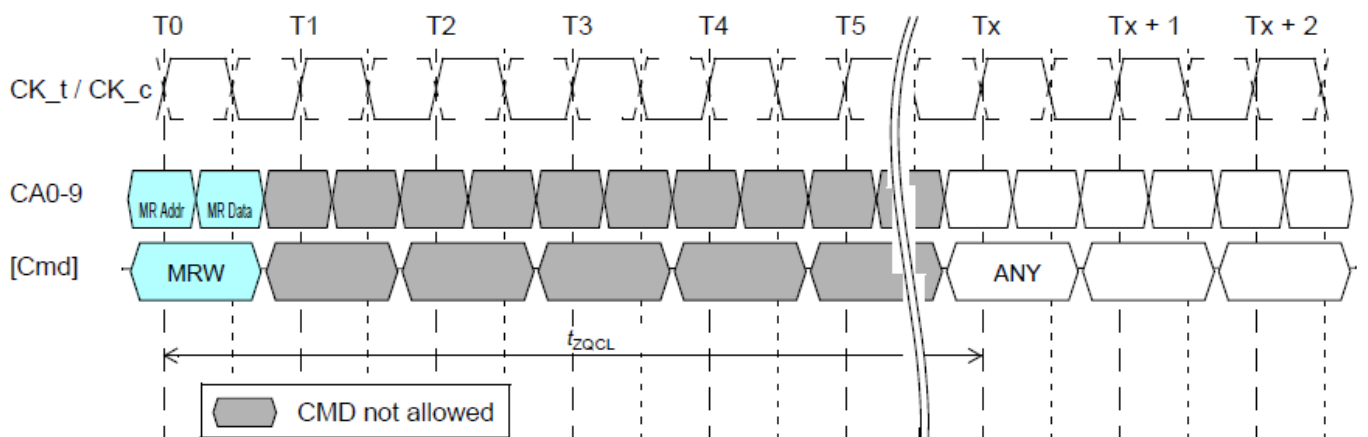 T0 T1 T2 T3 T4 T5 Tx Tx + 1 Tx + 2
CK_t / CK_c
CA0-9 MR Addr MR Data
[Cmd] MRW ANY
tZQCL
CMD not allowed